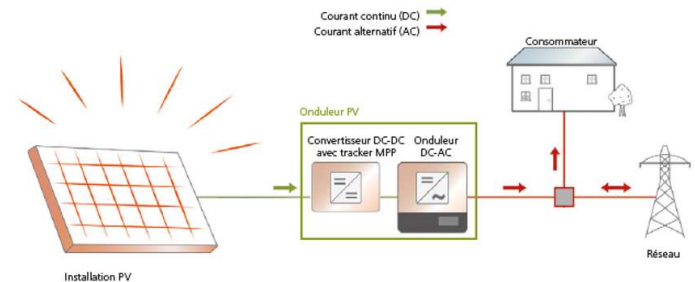 Courant continu (DC)
Courant alternatif (AC)
Consommateur
Onduleur PV
Convertisseur DC-DC
avec tracker MPP
Onduleur
DC-AC
Réseau
Installation PV